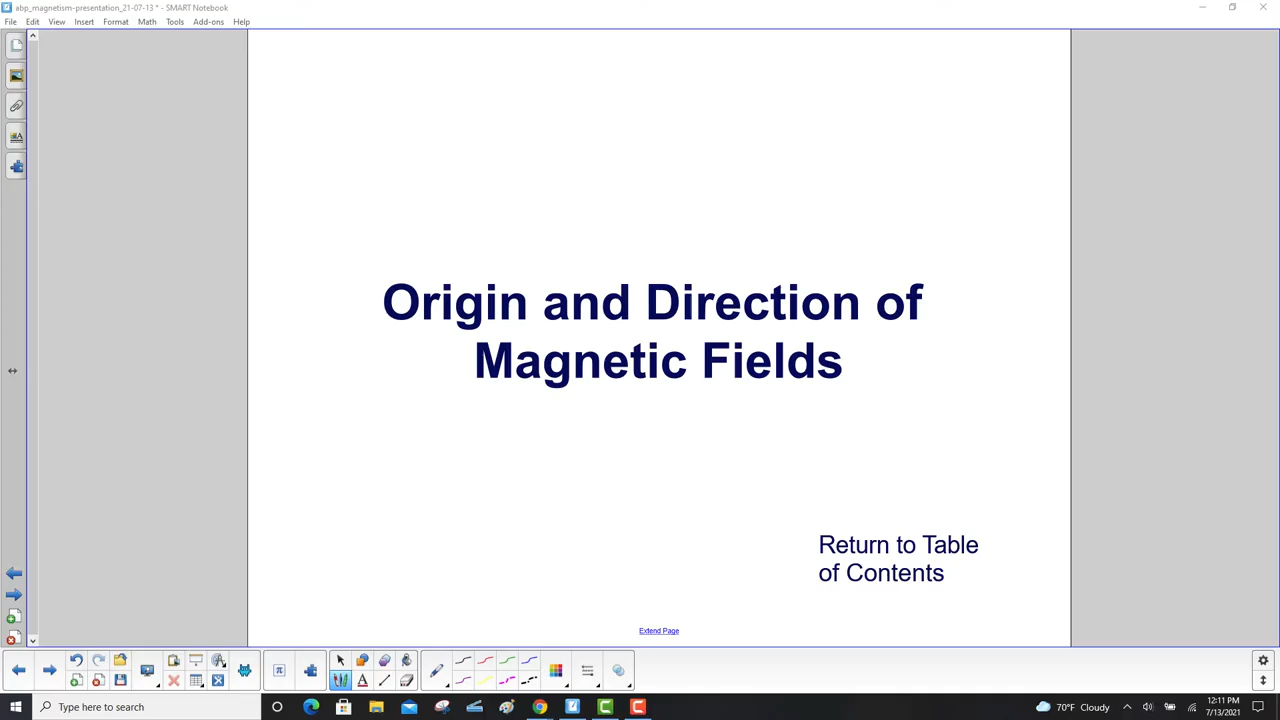 abp_magnetism-presentation_21-07-13 * - SMART Notebook
File Edit View Insert Format Math Tools Add-ons Help
Origin and Direction of
Magnetic Fields
Return to Table
of Contents
Extend Page
Type here to search
70°F Cloudy
12:11 PM
7/13/2021